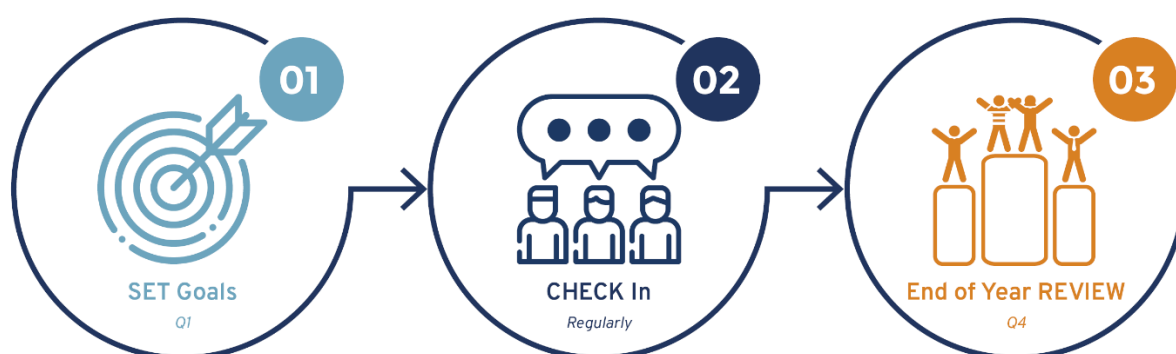 01
SET Goals
Q1
02
CHECK In
Regularly
03
End of Year REVIEW
Q4